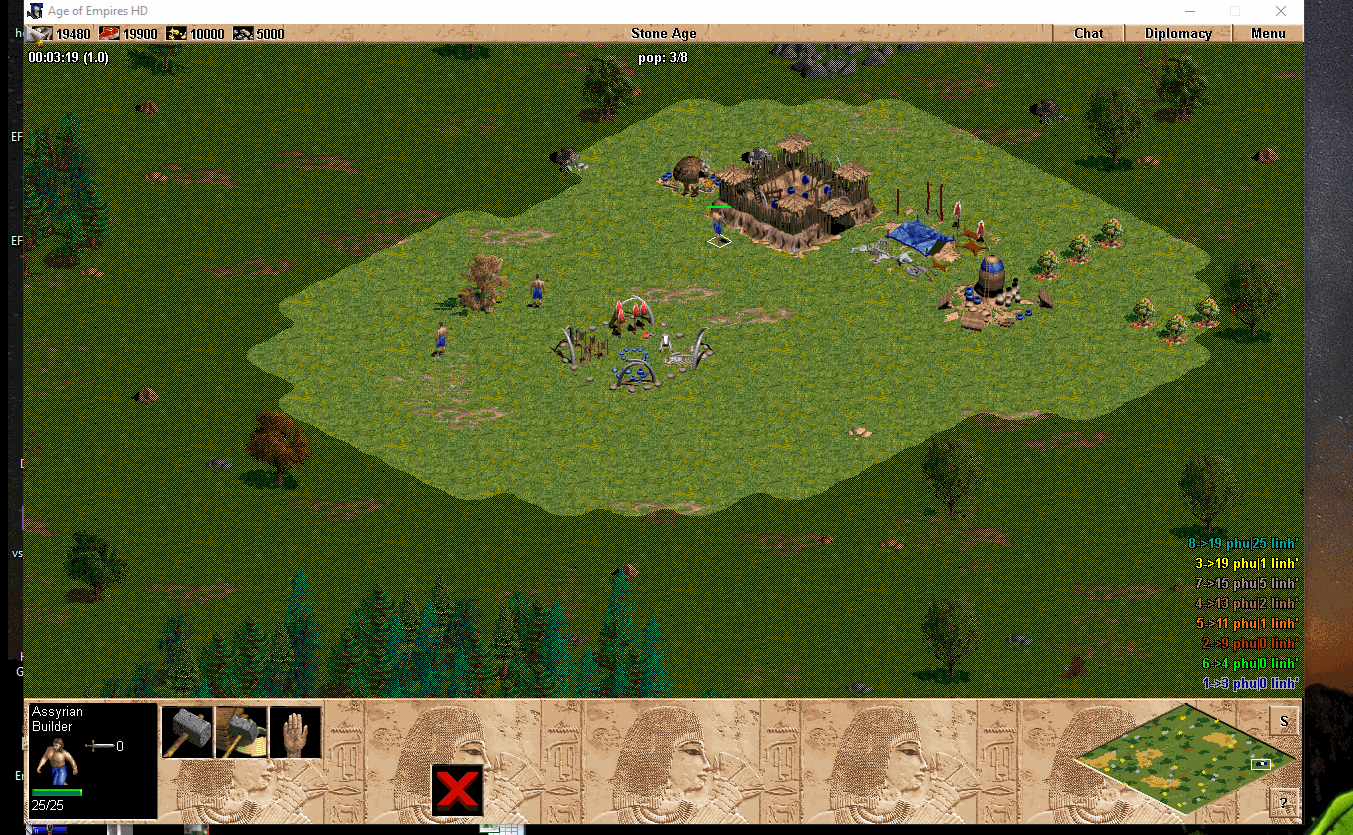 Age of Empires HD
19480 19900 10000 5000 Stone Age Chat Diplomacy Menu
00:03:19 (1.0) pop: 3/8
EF
EF
vs
8->19 phu|25 linh'
3->19 phu|1 linh'
7->15 phu|5 linh'
4->13 phu|2 linh'
5->11 phu|1 linh'
2->9 phu|0 linh'
6->4 phu|0 linh'
1->3 phu|0 linh'
Assyrian
Builder
0
25/25
S
?